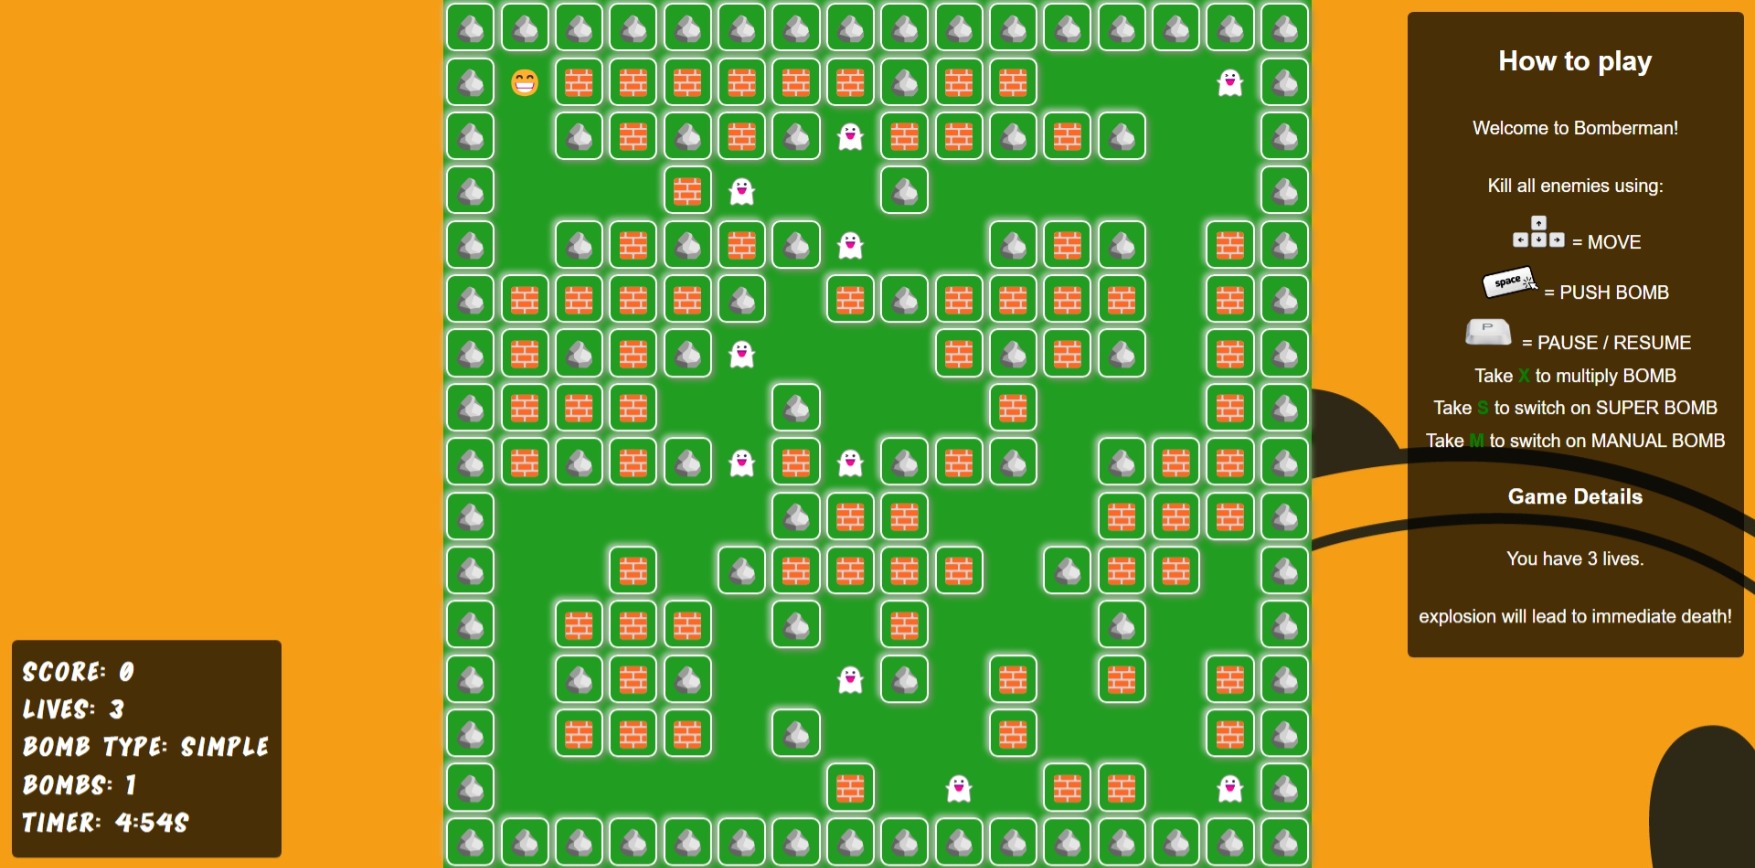 How to play
Welcome to Bomberman!
Kill all enemies using:
= MOVE
space = PUSH BOMB
P = PAUSE / RESUME
Take X to multiply BOMB
Take S to switch on SUPER BOMB
Take M to switch on MANUAL BOMB
Game Details
You have 3 lives.
explosion will lead to immediate death!
SCORE: 0
LIVES: 3
BOMB TYPE: SIMPLE
BOMBS: 1
TIMER: 4:54S